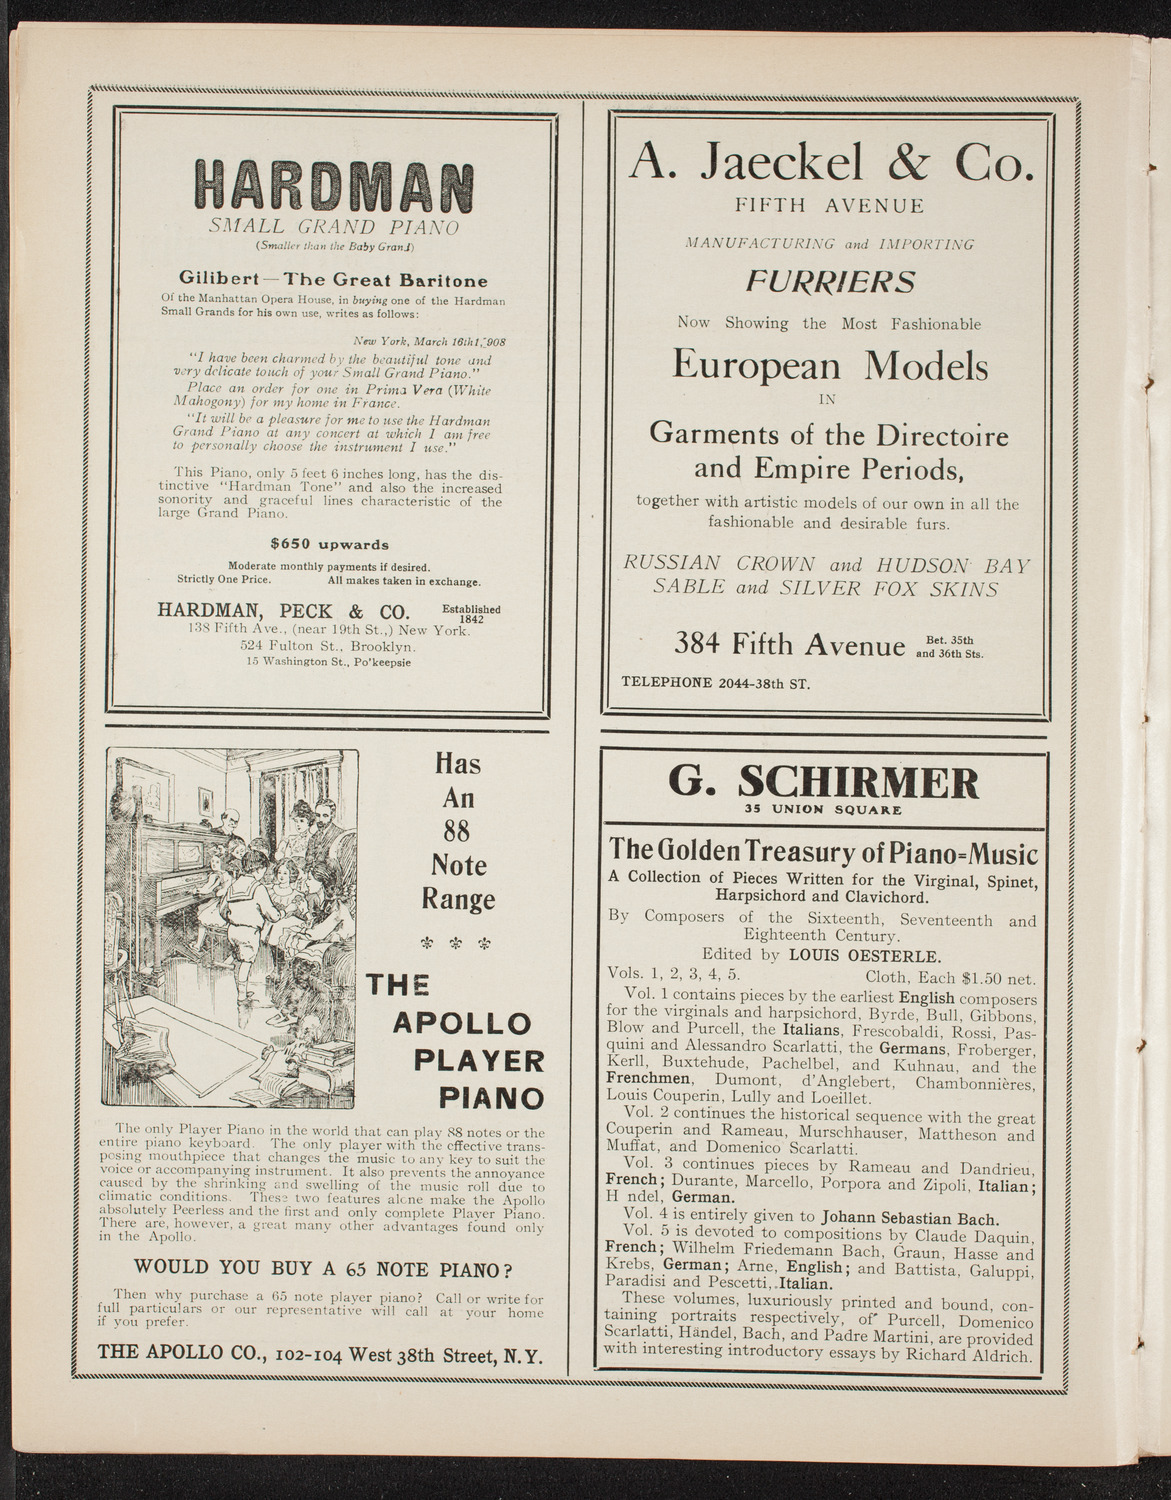 HARDMAN
SMALL GRAND PIANO
(Smaller than the Baby Grand)
Gilibert—The Great Baritone
Of the Manhattan Opera House, in buying one of the Hardman
Small Grands for his own use, writes as follows:
New York, March 16th1,'908
"I have been charmed by the beautiful tone and
very delicate touch of your Small Grand Piano."
Place an order for one in Prima Vera (White
Mahogony) for my home in France.
"It will be a pleasure for me to use the Hardman
Grand Piano at any concert at which I am free
to personally choose the instrument I use."
This Piano, only 5 feet 6 inches long, has the dis-
tinctive "Hardman Tone" and also the increased
sonority and graceful lines characteristic of the
large Grand Piano.
$650 upwards
Moderate monthly payments if desired.
Strictly One Price. All makes taken in exchange.
HARDMAN, PECK & CO. Established
1842
138 Fifth Ave., (near 19th St.,) New York.
524 Fulton St., Brooklyn.
15 Washington St., Po'keepsie
A. Jaeckel & Co.
FIFTH AVENUE
MANUFACTURING and IMPORTING
FURRIERS
Now Showing the Most Fashionable
European Models
IN
Garments of the Directoire
and Empire Periods,
together with artistic models of our own in all the
fashionable and desirable furs.
RUSSIAN CROWN and HUDSON BAY
SABLE and SILVER FOX SKINS
384 Fifth Avenue Bet. 35th
and 36th Sts.
TELEPHONE 2044-38th ST.
Has
An
88
Note
Range
THE
APOLLO
PLAYER
PIANO
The only Player Piano in the world that can play 88 notes or the
entire piano keyboard. The only player with the effective trans-
posing mouthpiece that changes the music to any key to suit the
voice or accompanying instrument. It also prevents the annoyance
caused by the shrinking and swelling of the music roll due to
climatic conditions. These two features alone make the Apollo
absolutely Peerless and the first and only complete Player Piano.
There are, however, a great many other advantages found only
in the Apollo.
WOULD YOU BUY A 65 NOTE PIANO?
Then why purchase a 65 note player piano? Call or write for
full particulars or our representative will call at your home
if you prefer.
THE APOLLO CO., 102-104 West 38th Street, N.Y.
G. SCHIRMER
35 UNION SQUARE
The Golden Treasury of Piano=Music
A Collection of Pieces Written for the Virginal, Spinet,
Harpsichord and Clavichord.
By Composers of the Sixteenth, Seventeenth and
Eighteenth Century.
Edited by LOUIS OESTERLE.
Vols. 1, 2, 3, 4, 5. Cloth, Each $1.50 net.
Vol. 1 contains pieces by the earliest English composers
for the virginals and harpsichord, Byrde, Bull, Gibbons,
Blow and Purcell, the Italians, Frescobaldi, Rossi, Pas-
quini and Alessandro Scarlatti, the Germans, Froberger,
Kerll, Buxtehude, Pachelbel, and Kuhnau, and the
Frenchmen, Dumont, d'Anglebert, Chambonnières,
Louis Couperin, Lully and Loeillet.
Vol. 2 continues the historical sequence with the great
Couperin and Rameau, Murschhauser, Mattheson and
Muffat, and Domenico Scarlatti.
Vol. 3 continues pieces by Rameau and Dandrieu,
French; Durante, Marcello, Porpora and Zipoli, Italian;
H ndel, German.
Vol. 4 is entirely given to Johann Sebastian Bach.
Vol. 5 is devoted to compositions by Claude Daquin,
French; Wilhelm Friedemann Bach, Graun, Hasse and
Krebs, German; Arne, English; and Battista, Galuppi,
Paradisi and Pescetti,.Italian.
These volumes, luxuriously printed and bound, con-
taining portraits respectively, of Purcell, Domenico
Scarlatti, Händel, Bach, and Padre Martini, are provided
with interesting introductory essays by Richard Aldrich.